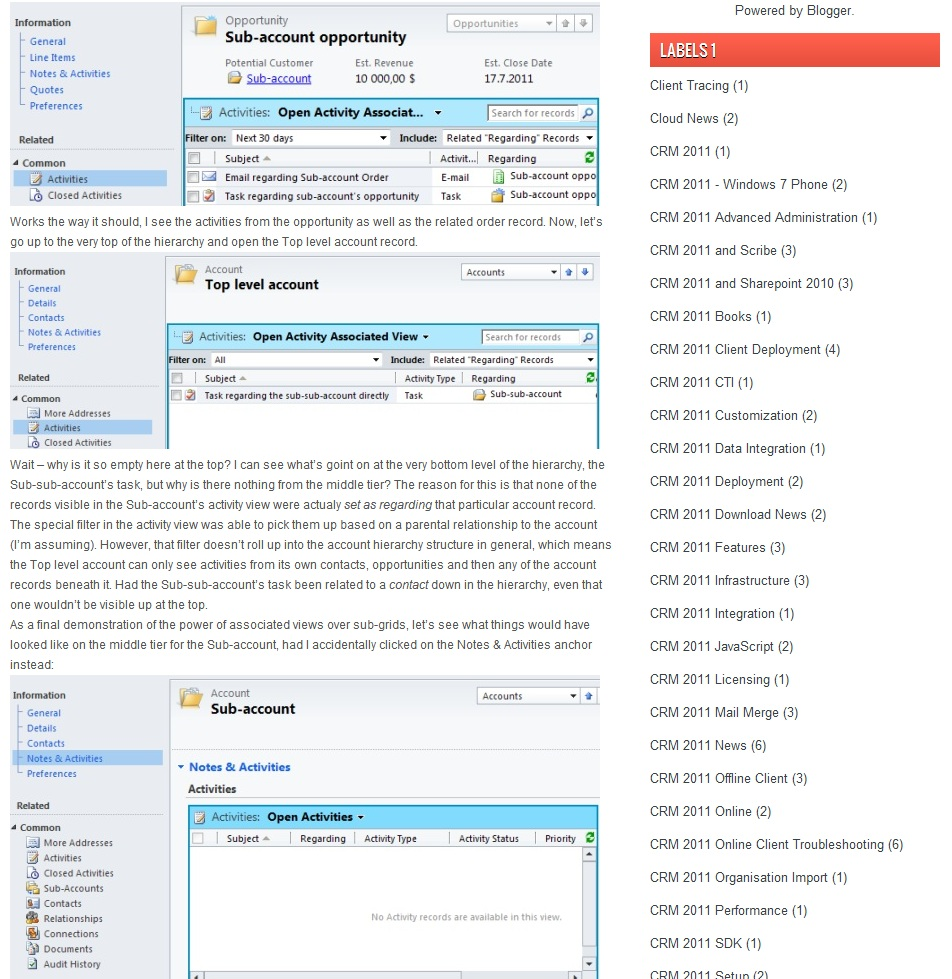 Information
General
Line Items
Notes & Activities
Quotes
Preferences
Related
Common
Activities
Closed Activities
Opportunity
Sub-account opportunity
Opportunities
Potential Customer Est. Revenue Est. Close Date
Sub-account 10 000,00 $ 17.7.2011
Activities: Open Activity Associat... Search for records
Filter on: Next 30 days Include: Related "Regarding" Records
Subject Activit... Regarding
Email regarding Sub-account Order E-mail Sub-account oppo
Task regarding sub-account's opportunity Task Sub-account oppo
Works the way it should, I see the activities from the opportunity as well as the related order record. Now, let's
go up to the very top of the hierarchy and open the Top level account record.
Information
General
Details
Contacts
Notes & Activities
Preferences
Related
Common
More Addresses
Activities
Closed Activities
Account
Top level account
Accounts
Activities: Open Activity Associated View Search for records
Filter on: All Include: Related "Regarding" Records
Subject Activity Type Regarding
Task regarding the sub-sub-account directly Task Sub-sub-account
Wait – why is it so empty here at the top? I can see what's goint on at the very bottom level of the hierarchy, the
Sub-sub-account's task, but why is there nothing from the middle tier? The reason for this is that none of the
records visible in the Sub-account's activity view were actualy set as regarding that particular account record.
The special filter in the activity view was able to pick them up based on a parental relationship to the account
(I'm assuming). However, that filter doesn't roll up into the account hierarchy structure in general, which means
the Top level account can only see activities from its own contacts, opportunities and then any of the account
records beneath it. Had the Sub-sub-account's task been related to a contact down in the hierarchy, even that
one wouldn't be visible up at the top.
As a final demonstration of the power of associated views over sub-grids, let's see what things would have
looked like on the middle tier for the Sub-account, had I accidentally clicked on the Notes & Activities anchor
instead:
Information
General
Details
Contacts
Notes & Activities
Preferences
Related
Common
More Addresses
Activities
Closed Activities
Sub-Accounts
Contacts
Relationships
Connections
Documents
Audit History
Account
Sub-account
Accounts
Notes & Activities
Activities
Activities: Open Activities
Subject Regarding Activity Type Activity Status Priority
No Activity records are available in this view.
Powered by Blogger.
LABELS 1
Client Tracing (1)
Cloud News (2)
CRM 2011 (1)
CRM 2011 - Windows 7 Phone (2)
CRM 2011 Advanced Administration (1)
CRM 2011 and Scribe (3)
CRM 2011 and Sharepoint 2010 (3)
CRM 2011 Books (1)
CRM 2011 Client Deployment (4)
CRM 2011 CTI (1)
CRM 2011 Customization (2)
CRM 2011 Data Integration (1)
CRM 2011 Deployment (2)
CRM 2011 Download News (2)
CRM 2011 Features (3)
CRM 2011 Infrastructure (3)
CRM 2011 Integration (1)
CRM 2011 JavaScript (2)
CRM 2011 Licensing (1)
CRM 2011 Mail Merge (3)
CRM 2011 News (6)
CRM 2011 Offline Client (3)
CRM 2011 Online (2)
CRM 2011 Online Client Troubleshooting (6)
CRM 2011 Organisation Import (1)
CRM 2011 Performance (1)
CRM 2011 SDK (1)
CRM 2011 Setup (2)